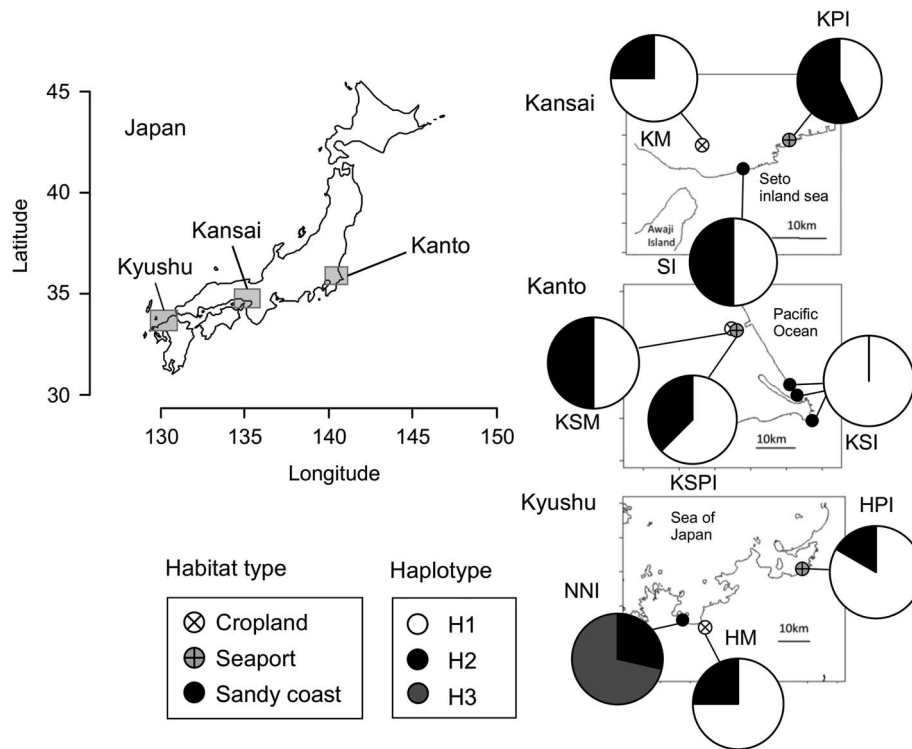 45
40
35
30
Latitude
Japan
Kansai
Kyushu
Kanto
130
135
140
145
150
Longitude
Habitat type
Cropland
Seaport
Sandy coast
Haplotype
H1
H2
H3
Kansai
KPI
KM
Seto
inland sea
Awaji
Island
10km
SI
Kanto
Pacific
Ocean
KSM
KSI
10km
KSPI
Kyushu
Sea of
Japan
HPI
NNI
HM
10km